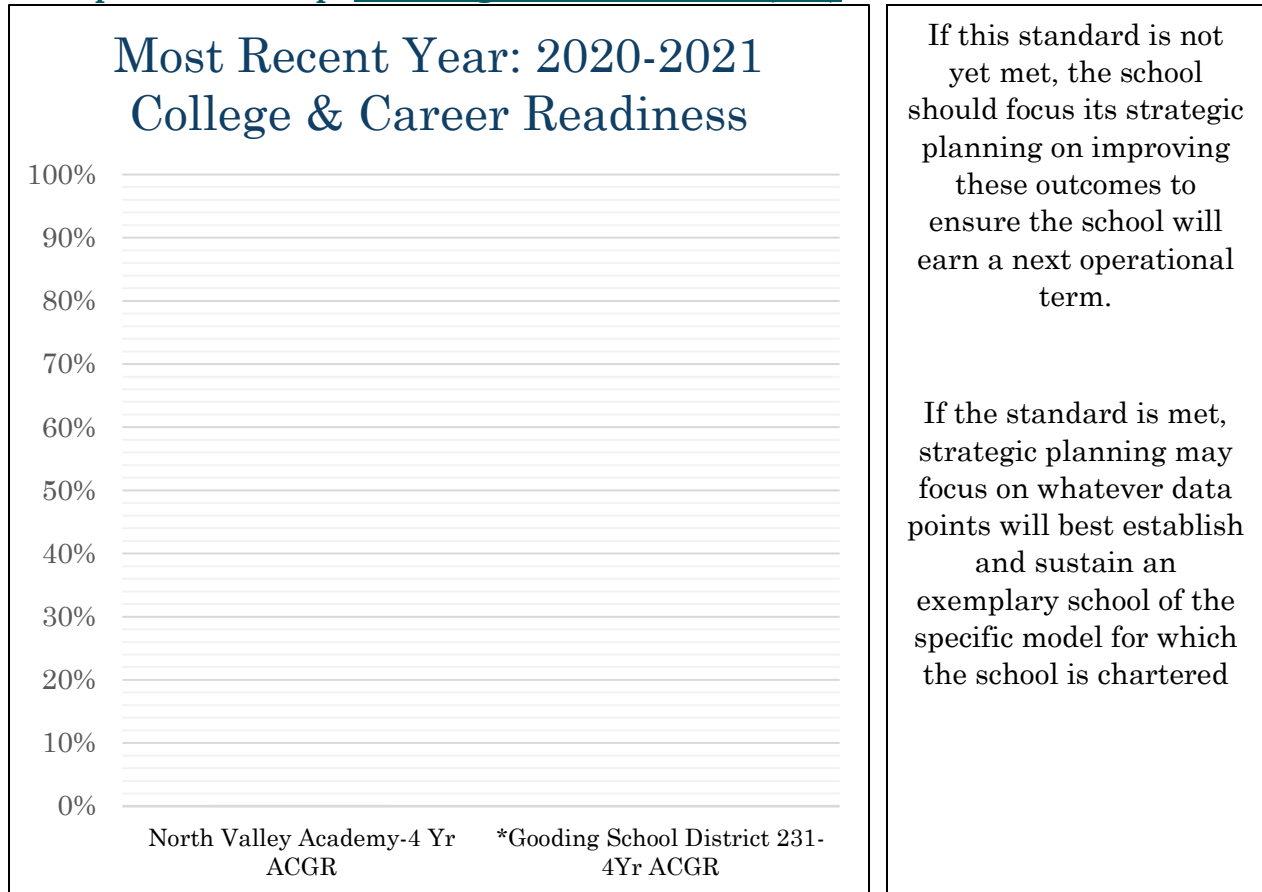 Most Recent Year: 2020-2021
College & Career Readiness
100%
90%
80%
70%
60%
50%
40%
30%
20%
10%
0%
North Valley Academy-4 Yr
ACGR
*Gooding School District 231-
4Yr ACGR
If this standard is not
yet met, the school
should focus its strategic
planning on improving
these outcomes to
ensure the school will
earn a next operational
term.
If the standard is met,
strategic planning may
focus on whatever data
points will best establish
and sustain an
exemplary school of the
specific model for which
the school is chartered